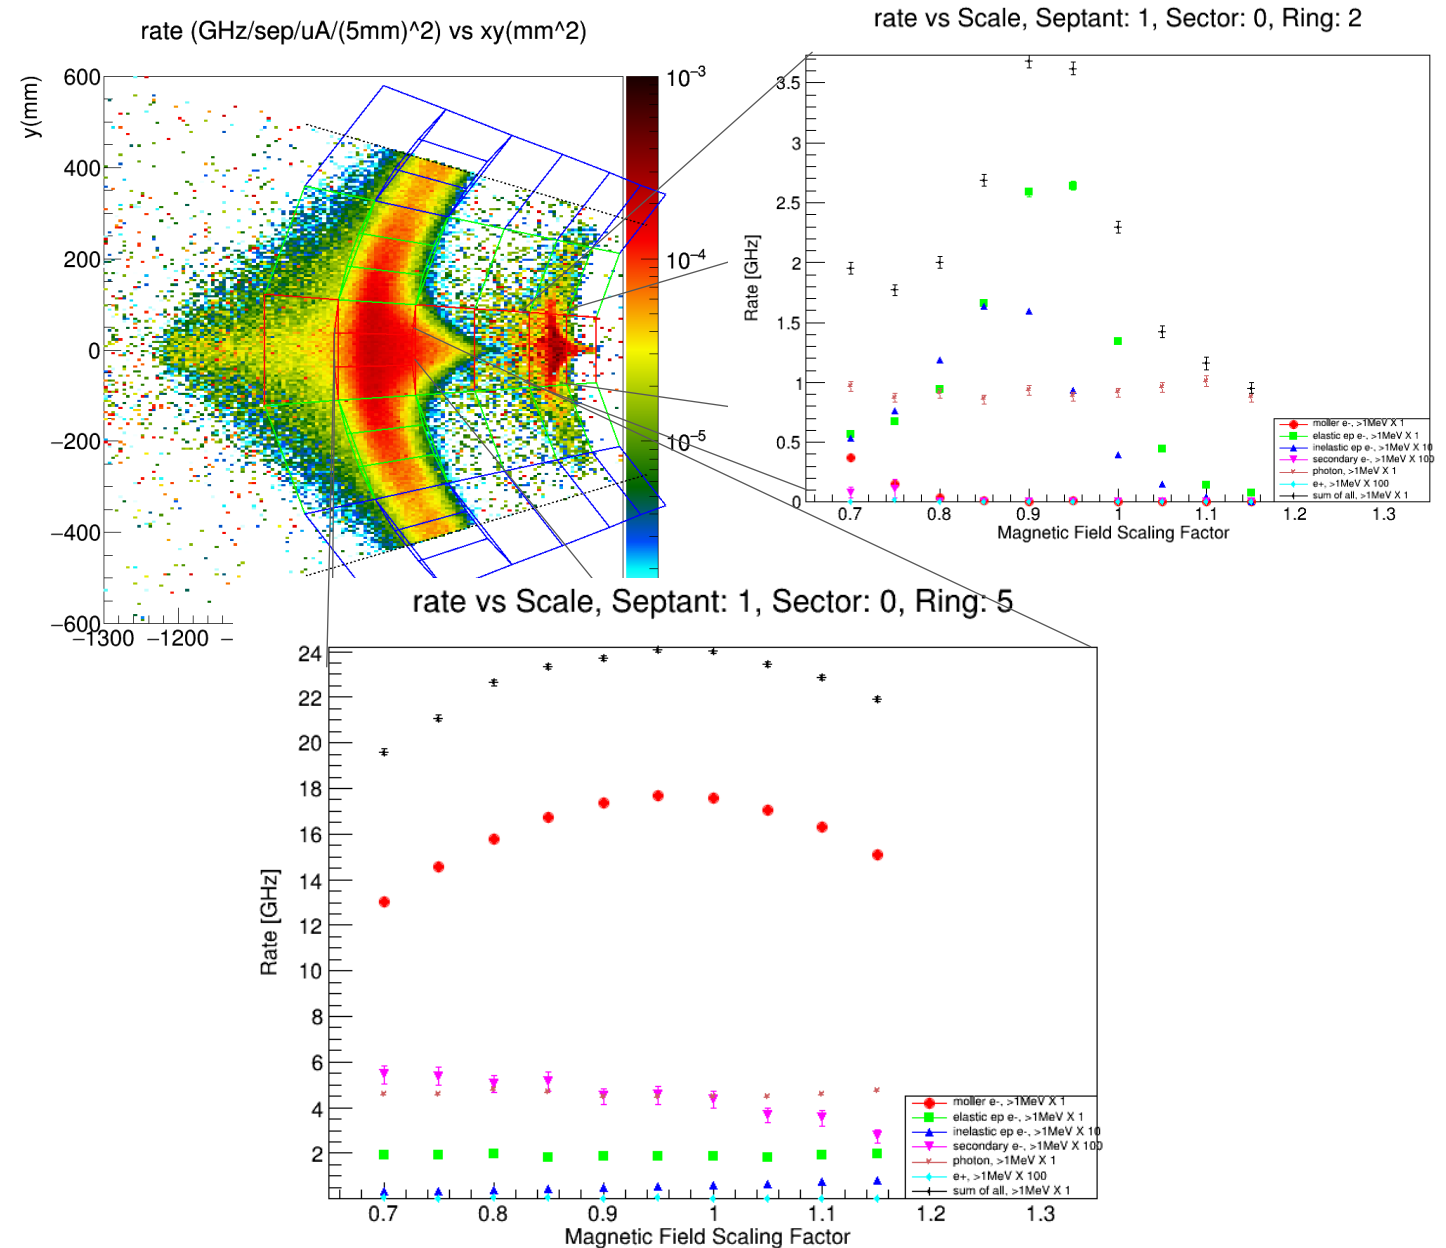 rate (GHz/sep/uA/(5mm)^2) vs xy(mm^2)
y(mm)
600
400
200
0
−200
−400
−600
−1300 −1200 −
10−3
10−4
10−5
rate vs Scale, Septant: 1, Sector: 0, Ring: 2
Rate [GHz]
3.5
3
2.5
2
1.5
1
0.5
0
0.7 0.8 0.9 1 1.1 1.2 1.3
Magnetic Field Scaling Factor
moller e-, >1MeV X 1
elastic ep e-, >1MeV X 1
inelastic ep e-, >1MeV X 10
secondary e-, >1MeV X 100
photon, >1MeV X 1
e+, >1MeV X 100
sum of all, >1MeV X 1
rate vs Scale, Septant: 1, Sector: 0, Ring: 5
Rate [GHz]
24
22
20
18
16
14
12
10
8
6
4
2
0.7 0.8 0.9 1 1.1 1.2 1.3
Magnetic Field Scaling Factor
moller e-, >1MeV X 1
elastic ep e-, >1MeV X 1
inelastic ep e-, >1MeV X 10
secondary e-, >1MeV X 100
photon, >1MeV X 1
e+, >1MeV X 100
sum of all, >1MeV X 1